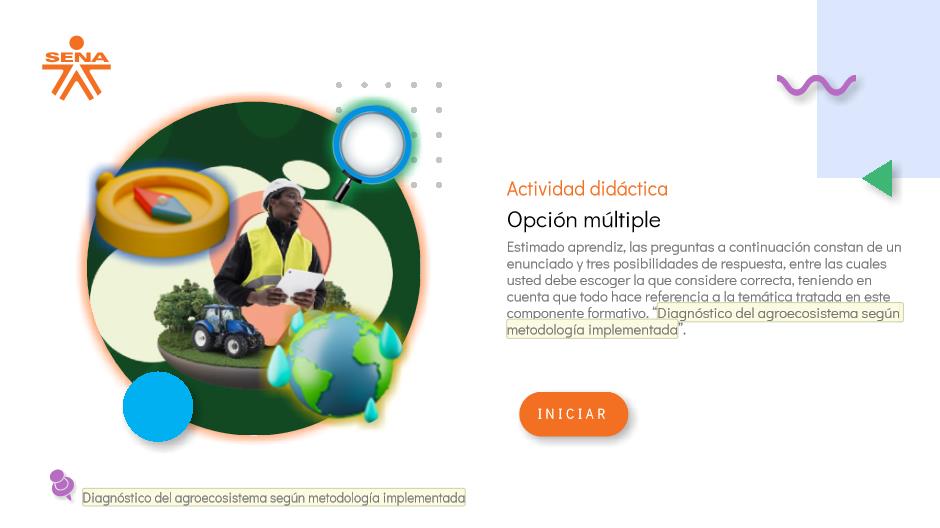 SENA
Actividad didáctica
Opción múltiple
Estimado aprendiz, las preguntas a continuación constan de un
enunciado y tres posibilidades de respuesta, entre las cuales
usted debe escoger la que considere correcta, teniendo en
cuenta que todo hace referencia a la temática tratada en este
componente formativo. “Diagnóstico del agroecosistema según
metodología implementada”.
INICIAR
Diagnóstico del agroecosistema según metodología implementada